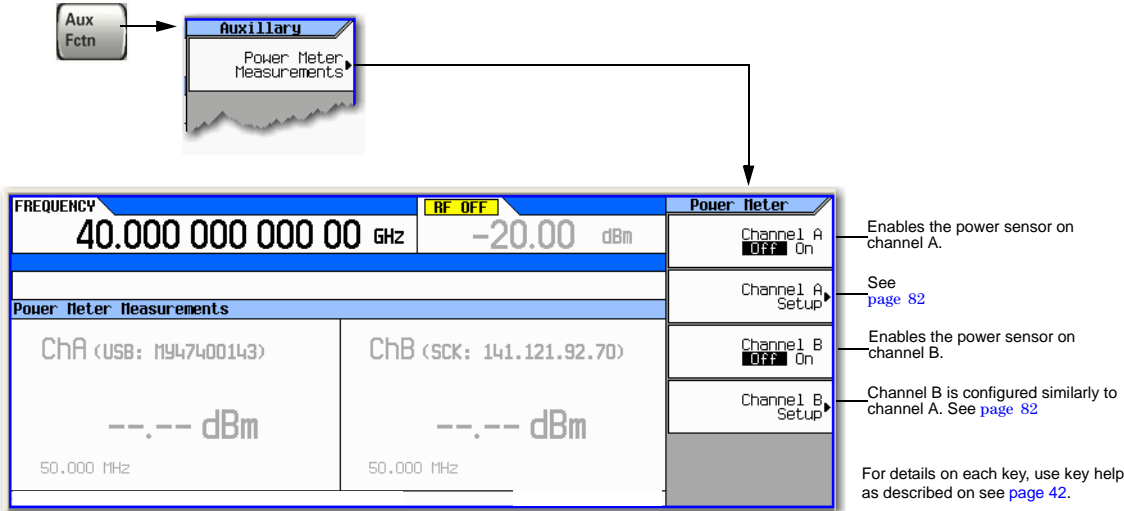 Aux
Fctn
Auxillary
Power Meter
Measurements
FREQUENCY
40.000 000 000 00 GHz
RF OFF
-20.00 dBm
Power Meter Measurements
ChA (USB: MY47400143)
--.-- dBm
50.000 MHz
ChB (SCK: 141.121.92.70)
--.-- dBm
50.000 MHz
Power Meter
Channel A
Off On
Channel A
Setup
Channel B
Off On
Channel B
Setup
Enables the power sensor on
channel A.
See
page 82
Enables the power sensor on
channel B.
Channel B is configured similarly to
channel A. See page 82
For details on each key, use key help
as described on see page 42.